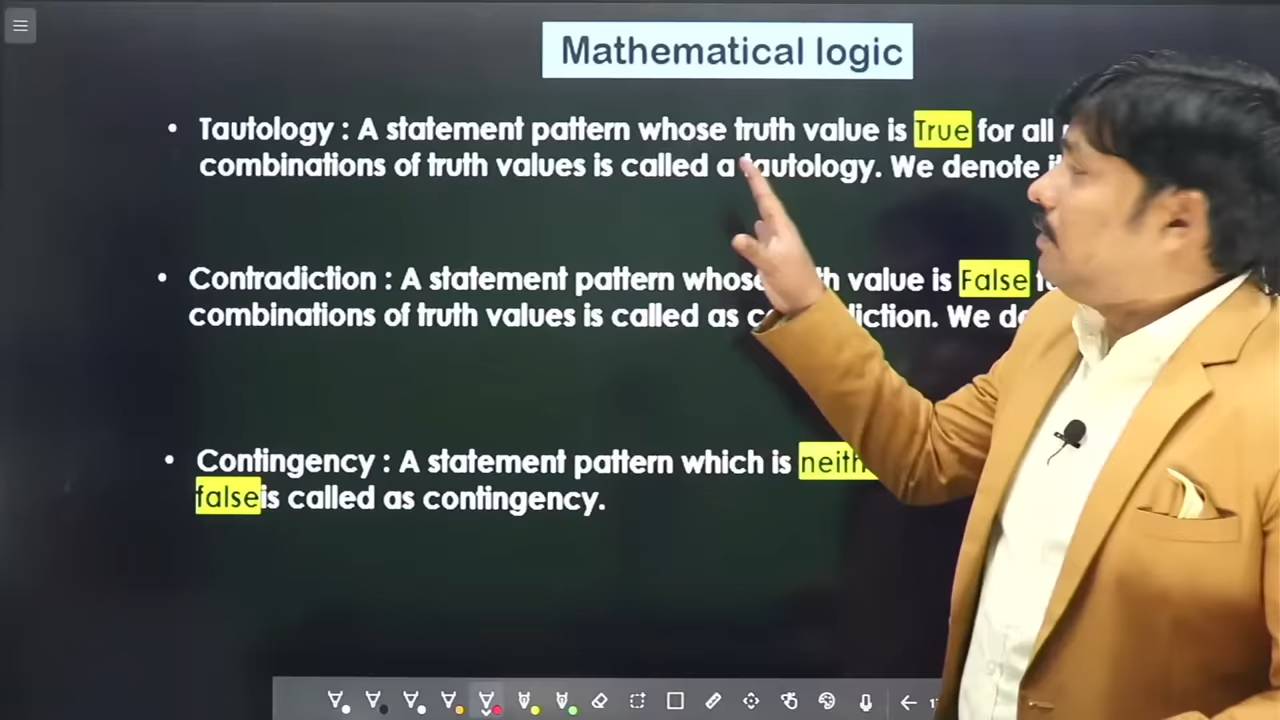 Mathematical logic
• Tautology : A statement pattern whose truth value is True for all
combinations of truth values is called a tautology. We denote
• Contradiction : A statement pattern whose value is False
combinations of truth values is called as We
• Contingency : A statement pattern which is
false is called as contingency.